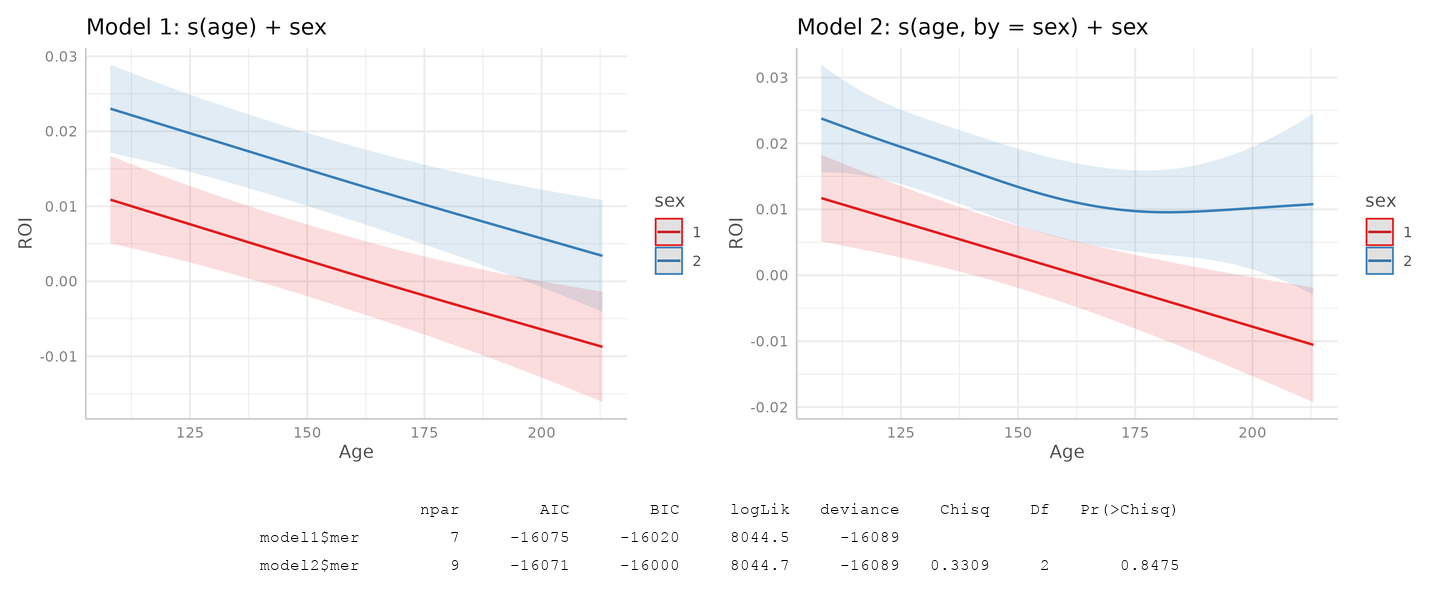 Model 1: s(age) + sex
0.03
0.02
0.01
0.00
-0.01
ROI
125 150 175 200
Age
sex
1
2
Model 2: s(age, by = sex) + sex
0.03
0.02
0.01
0.00
-0.01
-0.02
ROI
125 150 175 200
Age
sex
1
2
npar AIC BIC logLik deviance Chisq Df Pr(>Chisq)
model1$mer 7 -16075 -16020 8044.5 -16089
model2$mer 9 -16071 -16000 8044.7 -16089 0.3309 2 0.8475